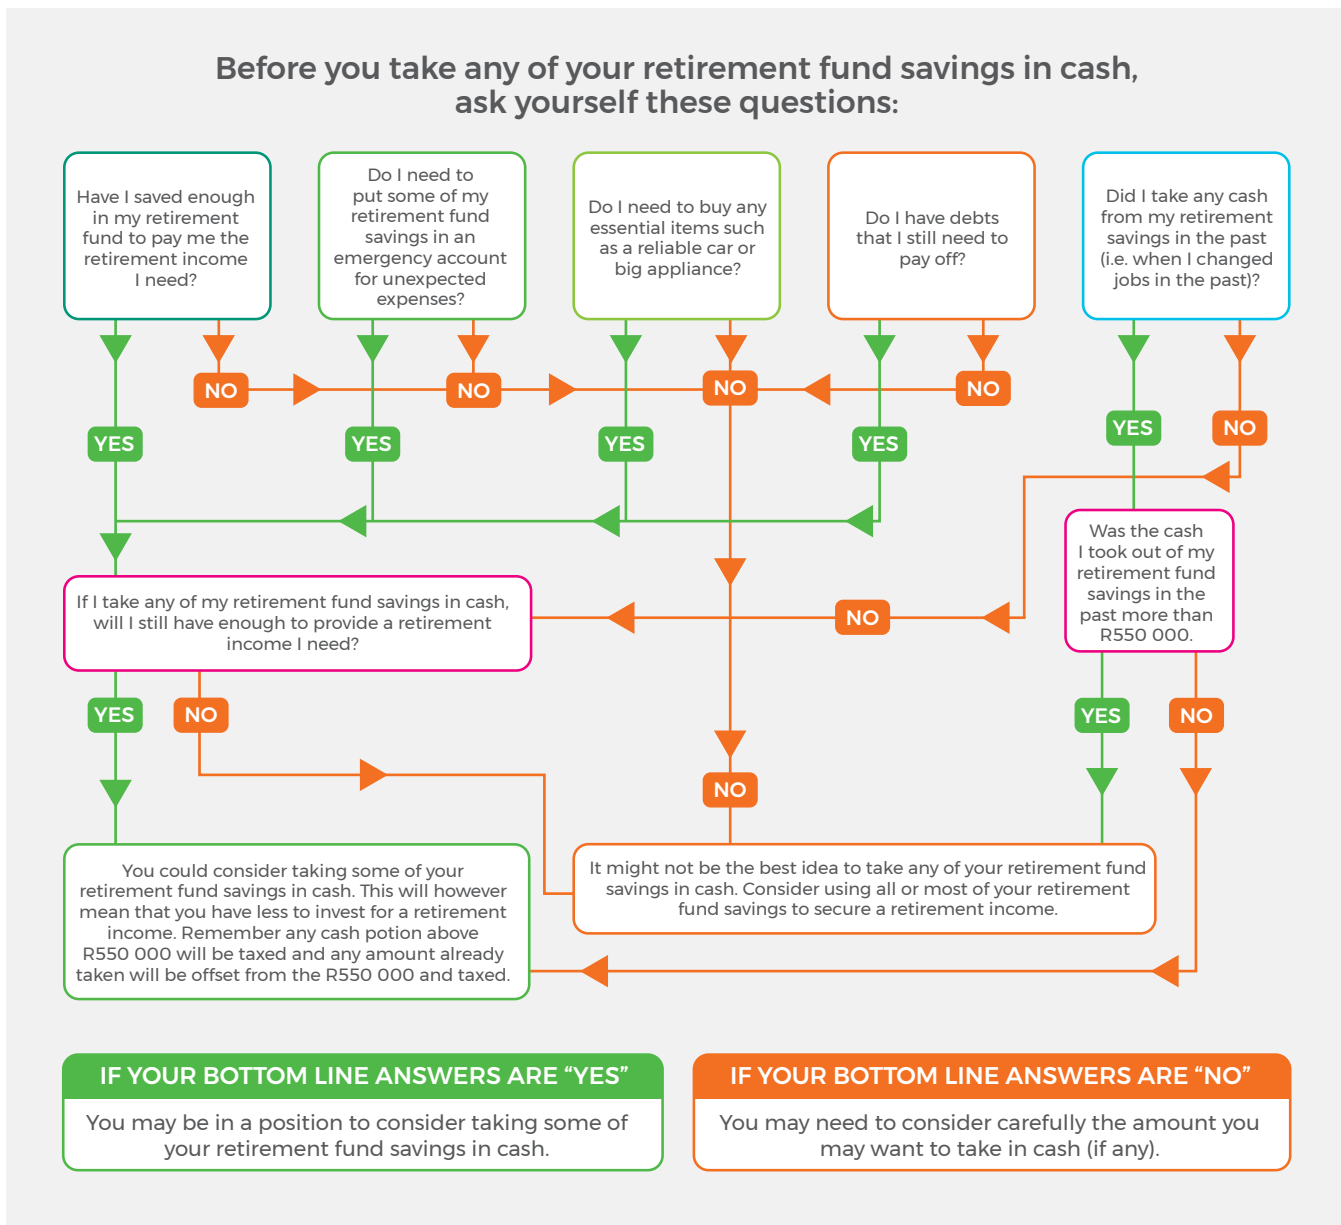 Before you take any of your retirement fund savings in cash,
ask yourself these questions:
Have I saved enough
in my retirement
fund to pay me the
retirement income
I need?
Do I need to
put some of my
retirement fund
savings in an
emergency account
for unexpected
expenses?
Do I need to buy any
essential items such
as a reliable car or
big appliance?
Do I have debts
that I still need to
pay off?
Did I take any cash
from my retirement
savings in the past
(i.e. when I changed
jobs in the past)?
NO
NO
NO
NO
YES
YES
YES
YES
YES
NO
Was the cash
I took out of my
retirement fund
savings in the
past more than
R550 000.
If I take any of my retirement fund savings in cash,
will I still have enough to provide a retirement
income I need?
NO
YES
NO
YES
NO
NO
You could consider taking some of your
retirement fund savings in cash. This will however
mean that you have less to invest for a retirement
income. Remember any cash potion above
R550 000 will be taxed and any amount already
taken will be offset from the R550 000 and taxed.
It might not be the best idea to take any of your retirement fund
savings in cash. Consider using all or most of your retirement
fund savings to secure a retirement income.
IF YOUR BOTTOM LINE ANSWERS ARE “YES”
You may be in a position to consider taking some of
your retirement fund savings in cash.
IF YOUR BOTTOM LINE ANSWERS ARE “NO”
You may need to consider carefully the amount you
may want to take in cash (if any).